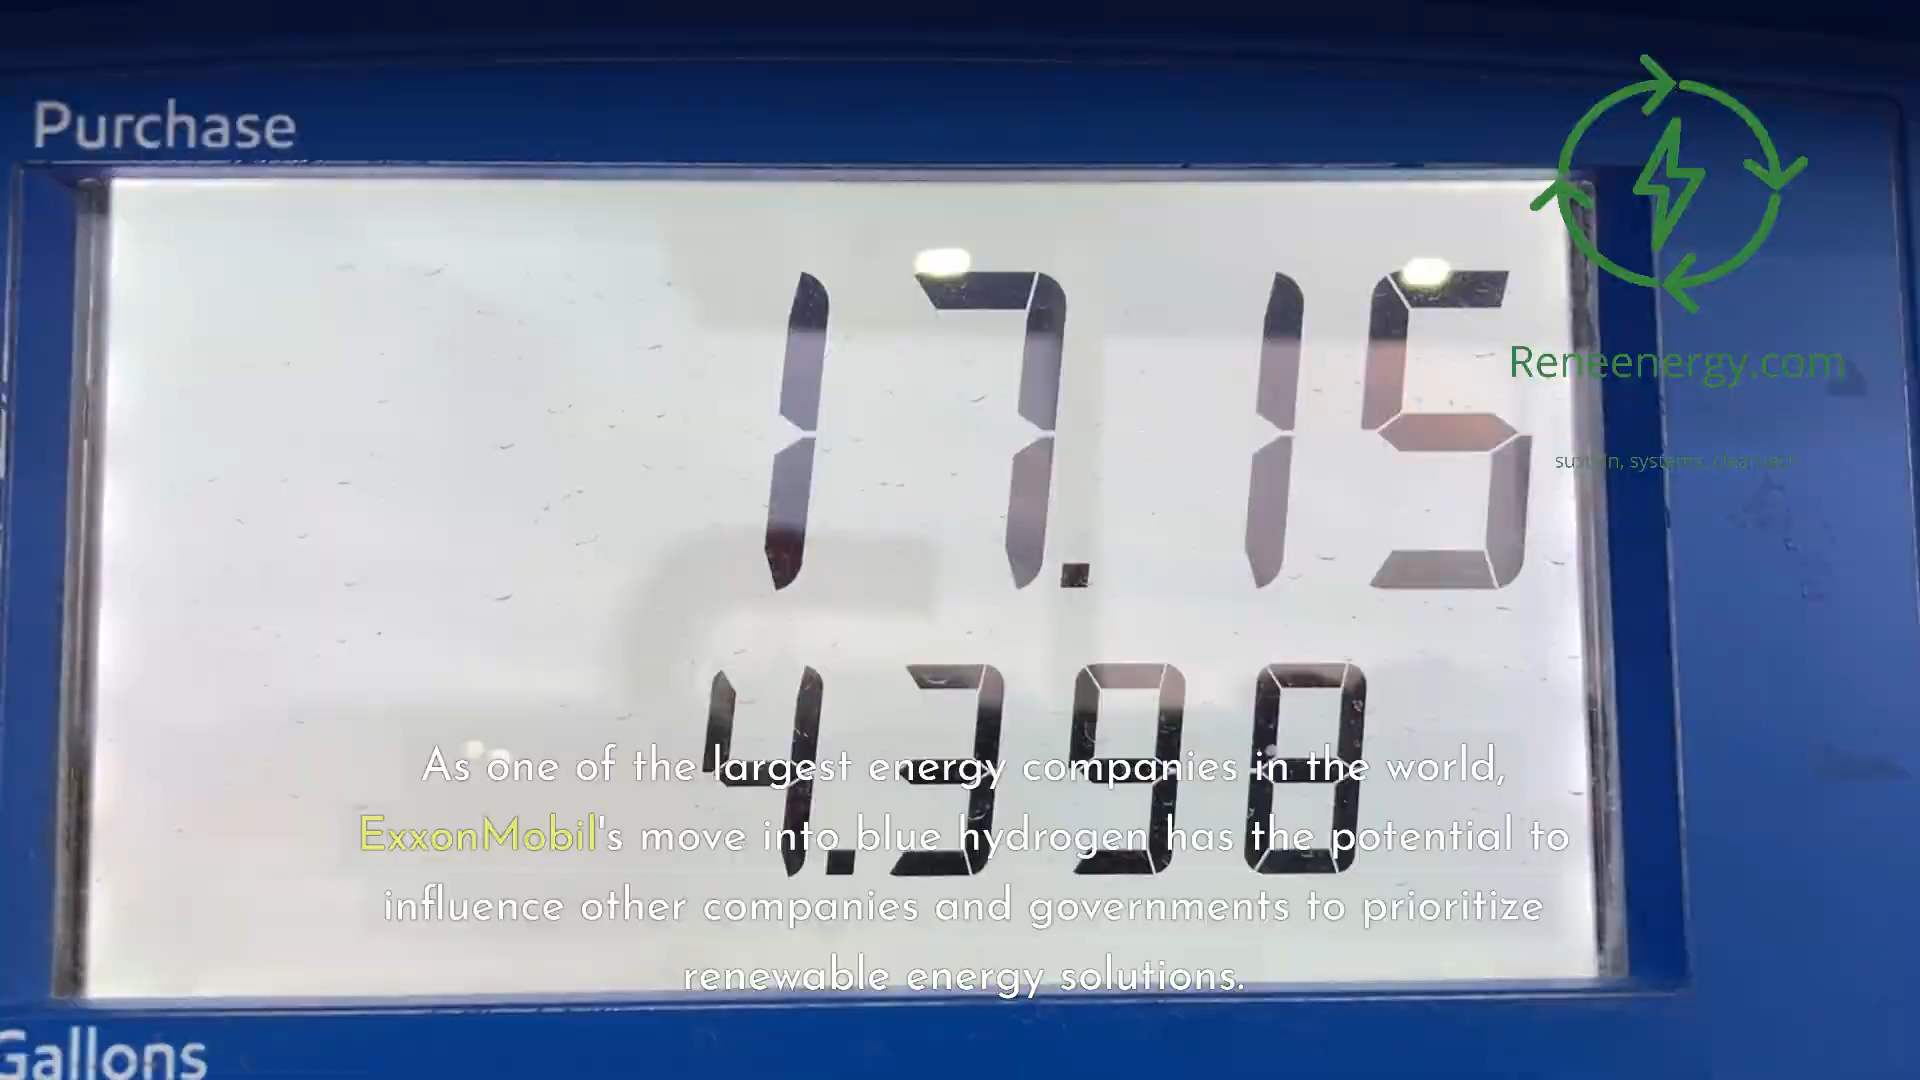 Purchase
17.15
Reneenergy.com
4.398
As one of the largest energy companies in the world,
ExxonMobil's move into blue hydrogen has the potential to
influence other companies and governments to prioritize
renewable energy solutions.
Gallons